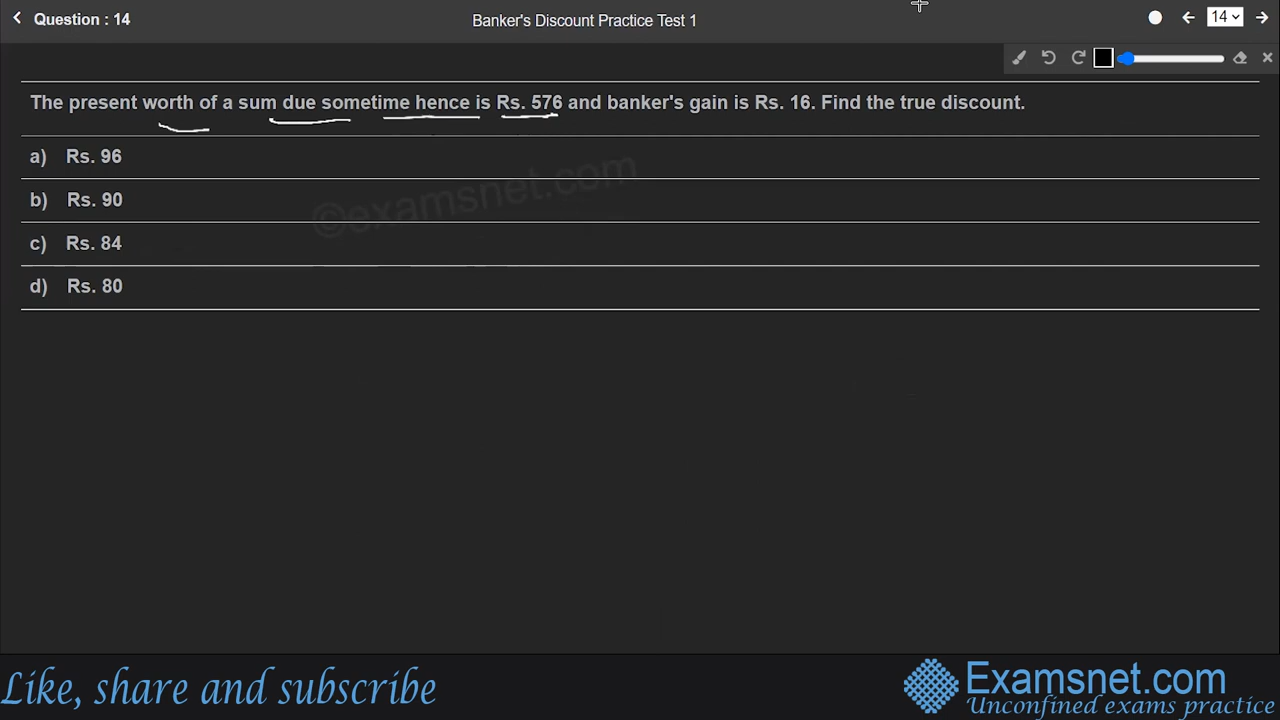 Question : 14
Banker's Discount Practice Test 1
14
The present worth of a sum due sometime hence is Rs. 576 and banker's gain is Rs. 16. Find the true discount.
a) Rs. 96
©examsnet.com
b) Rs. 90
c) Rs. 84
d) Rs. 80
Like, share and subscribe
Examsnet.com
Unconfined exams practice